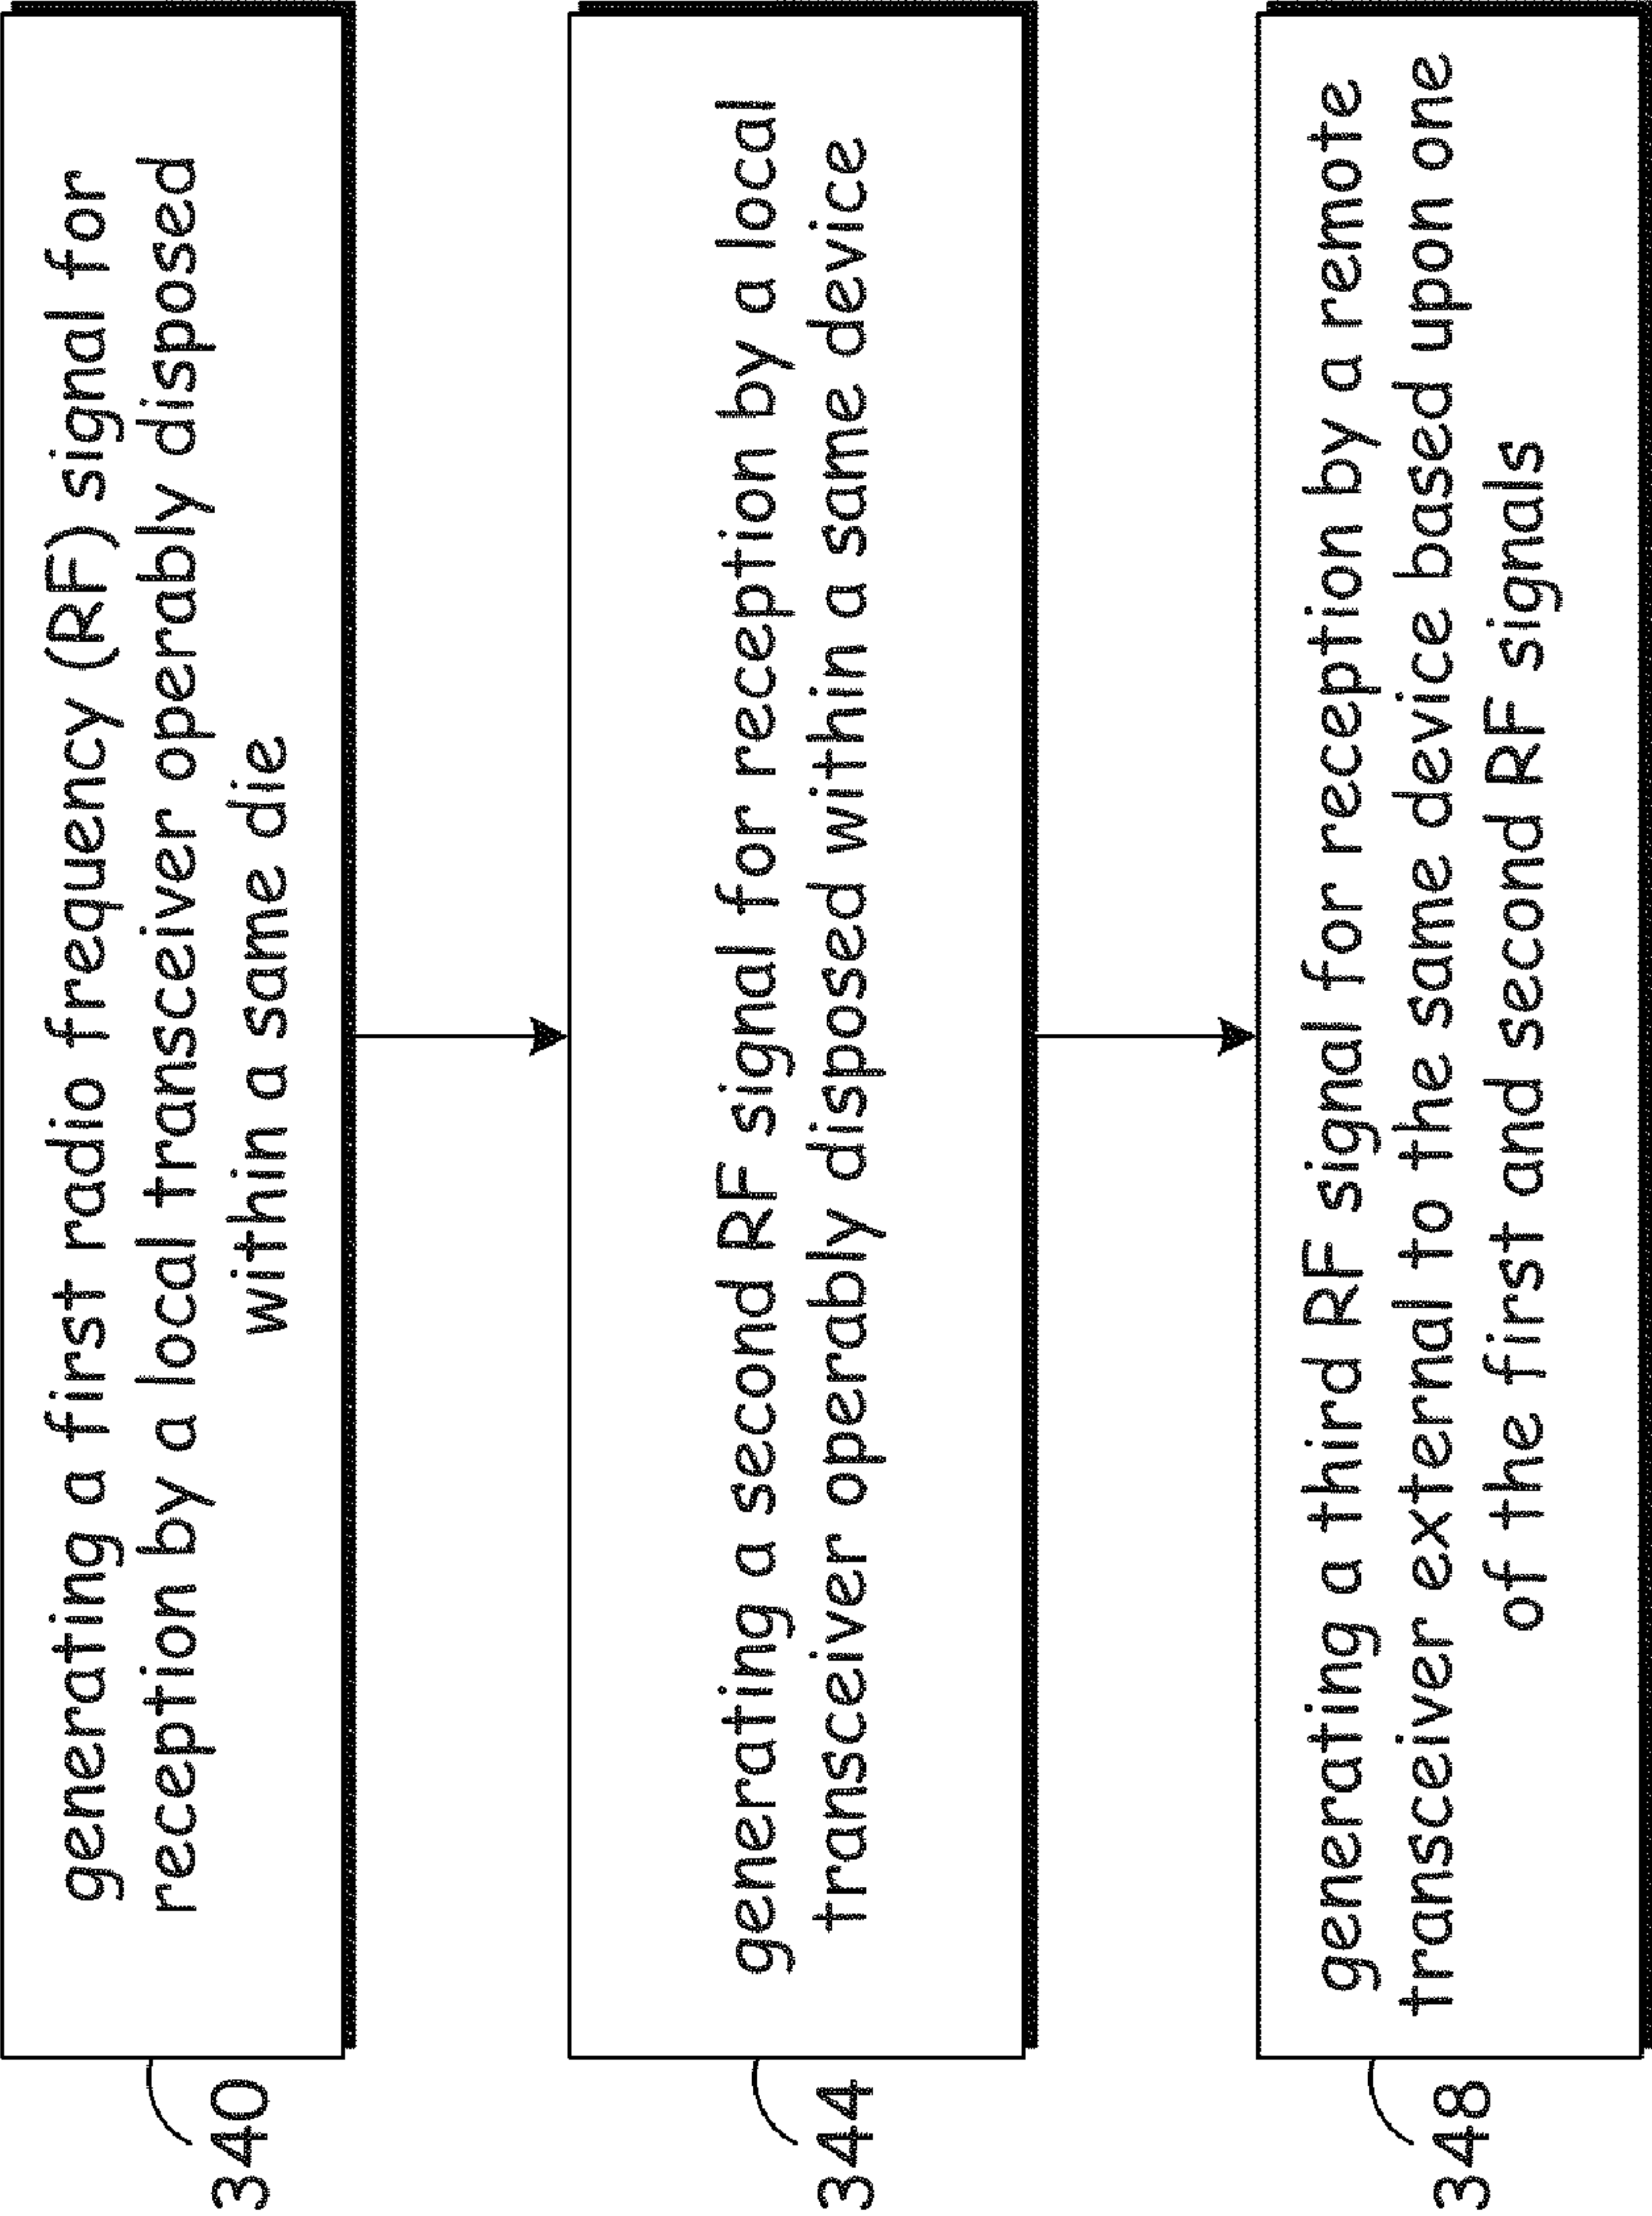 generating a first radio frequency (RF) signal for
reception by a local transceiver operably disposed
within a same die
340
generating a second RF signal for reception by a local
transceiver operably disposed within a same device
344
generating a third RF signal for reception by a remote
transceiver external to the same device based upon one
of the first and second RF signals
348